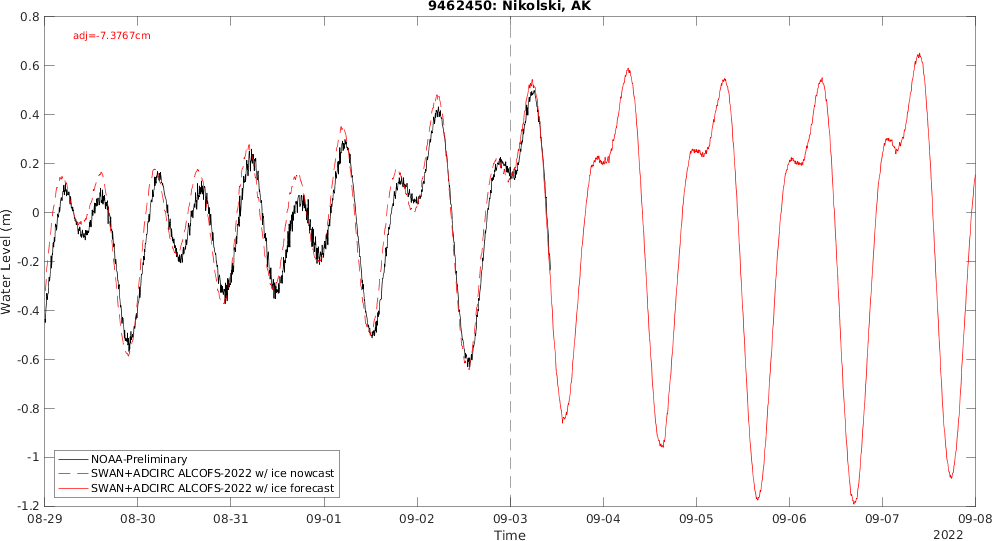 9462450: Nikolski, AK
adj=-7.3767cm
0.8
0.6
0.4
0.2
0
-0.2
-0.4
-0.6
-0.8
-1
-1.2
Water Level (m)
NOAA-Preliminary
SWAN+ADCIRC ALCOFS-2022 w/ ice nowcast
SWAN+ADCIRC ALCOFS-2022 w/ ice forecast
08-29 08-30 08-31 09-01 09-02 09-03 09-04 09-05 09-06 09-07 09-08
Time
2022